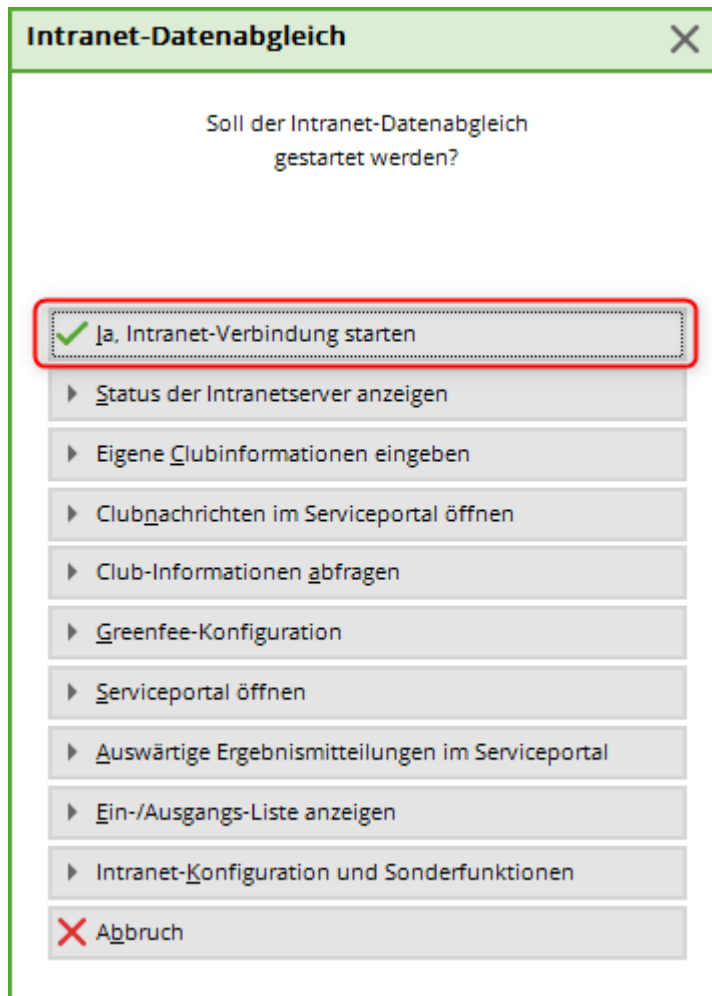 Intranet-Datenabgleich
Soll der Intranet-Datenabgleich
gestartet werden?
Ja, Intranet-Verbindung starten
Status der Intranetserver anzeigen
Eigene Clubinformationen eingeben
Clubnachrichten im Serviceportal öffnen
Club-Informationen abfragen
Greenfee-Konfiguration
Serviceportal öffnen
Auswärtige Ergebnismitteilungen im Serviceportal
Ein-/Ausgangs-Liste anzeigen
Intranet-Konfiguration und Sonderfunktionen
Abbruch